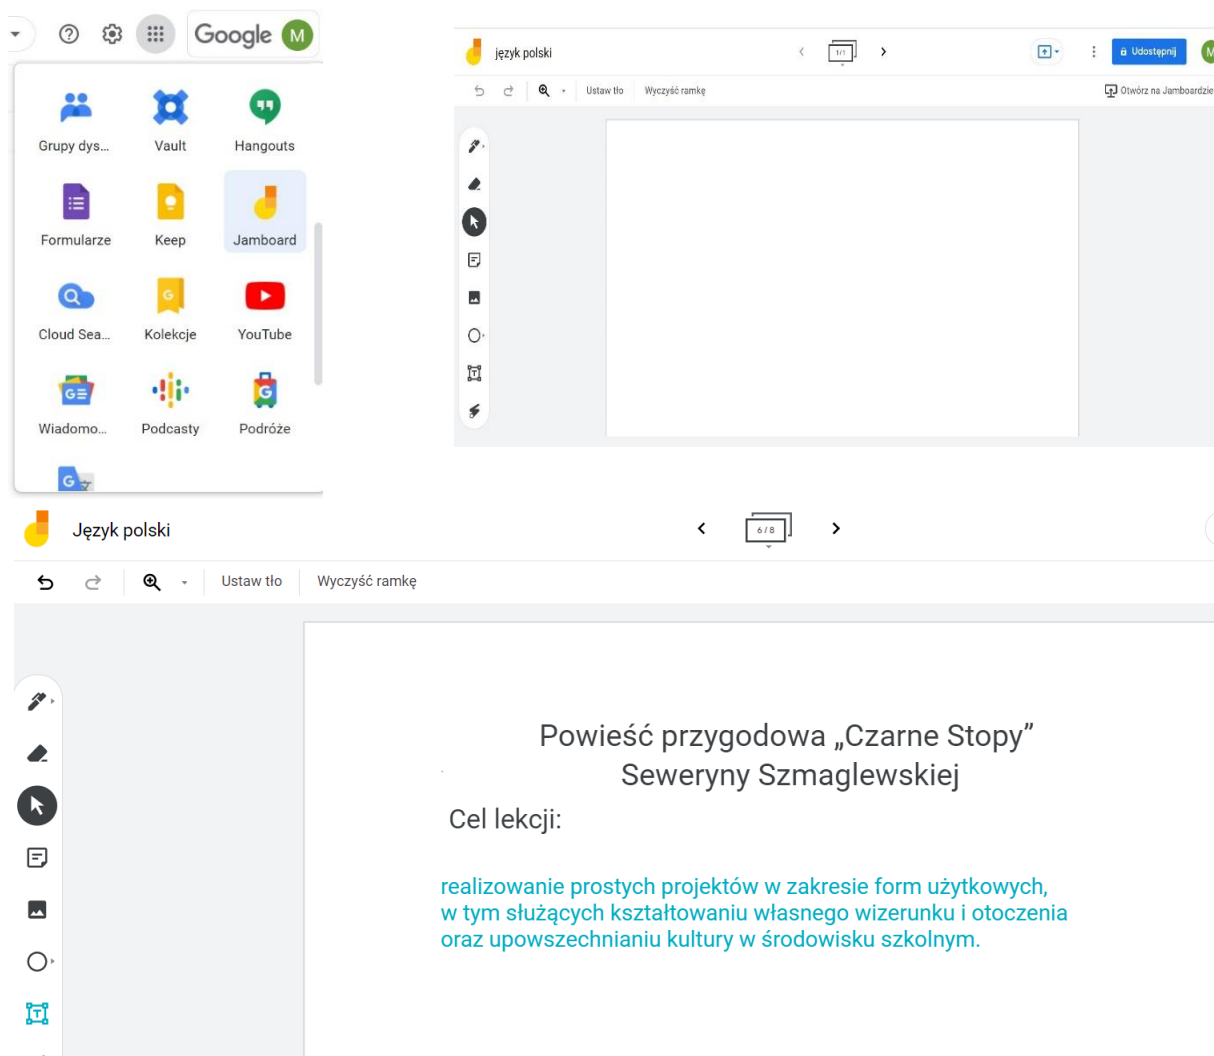 Google M
Grupy dys...
Vault
Hangouts
Formularze
Keep
Jamboard
Cloud Sea...
Kolekcje
YouTube
Wiadomo...
Podcasty
Podróże
język polski
1/1
Udostępnij
M
Ustaw tło
Wyczyść ramkę
Otwórz na Jamboardzie
Język polski
6 / 8
Ustaw tło
Wyczyść ramkę
Powieść przygodowa „Czarne Stopy”
Seweryny Szmaglewskiej
Cel lekcji:
realizowanie prostych projektów w zakresie form użytkowych,
w tym służących kształtowaniu własnego wizerunku i otoczenia
oraz upowszechnianiu kultury w środowisku szkolnym.